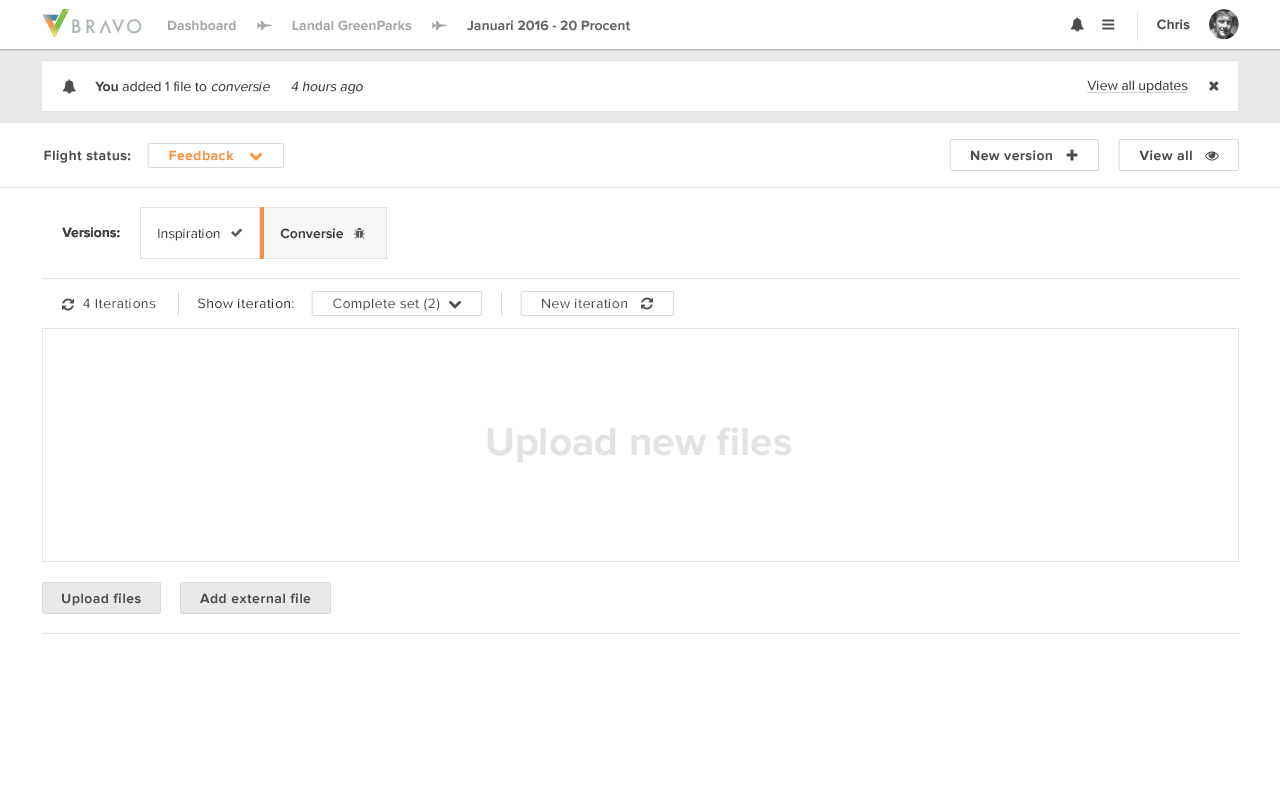 BRAVO Dashboard Landal GreenParks Januari 2016 - 20 Procent Chris
You added 1 file to conversie 4 hours ago View all updates
Flight status: Feedback New version View all
Versions: Inspiration Conversie
4 Iterations Show iteration: Complete set (2) New iteration
Upload new files
Upload files Add external file